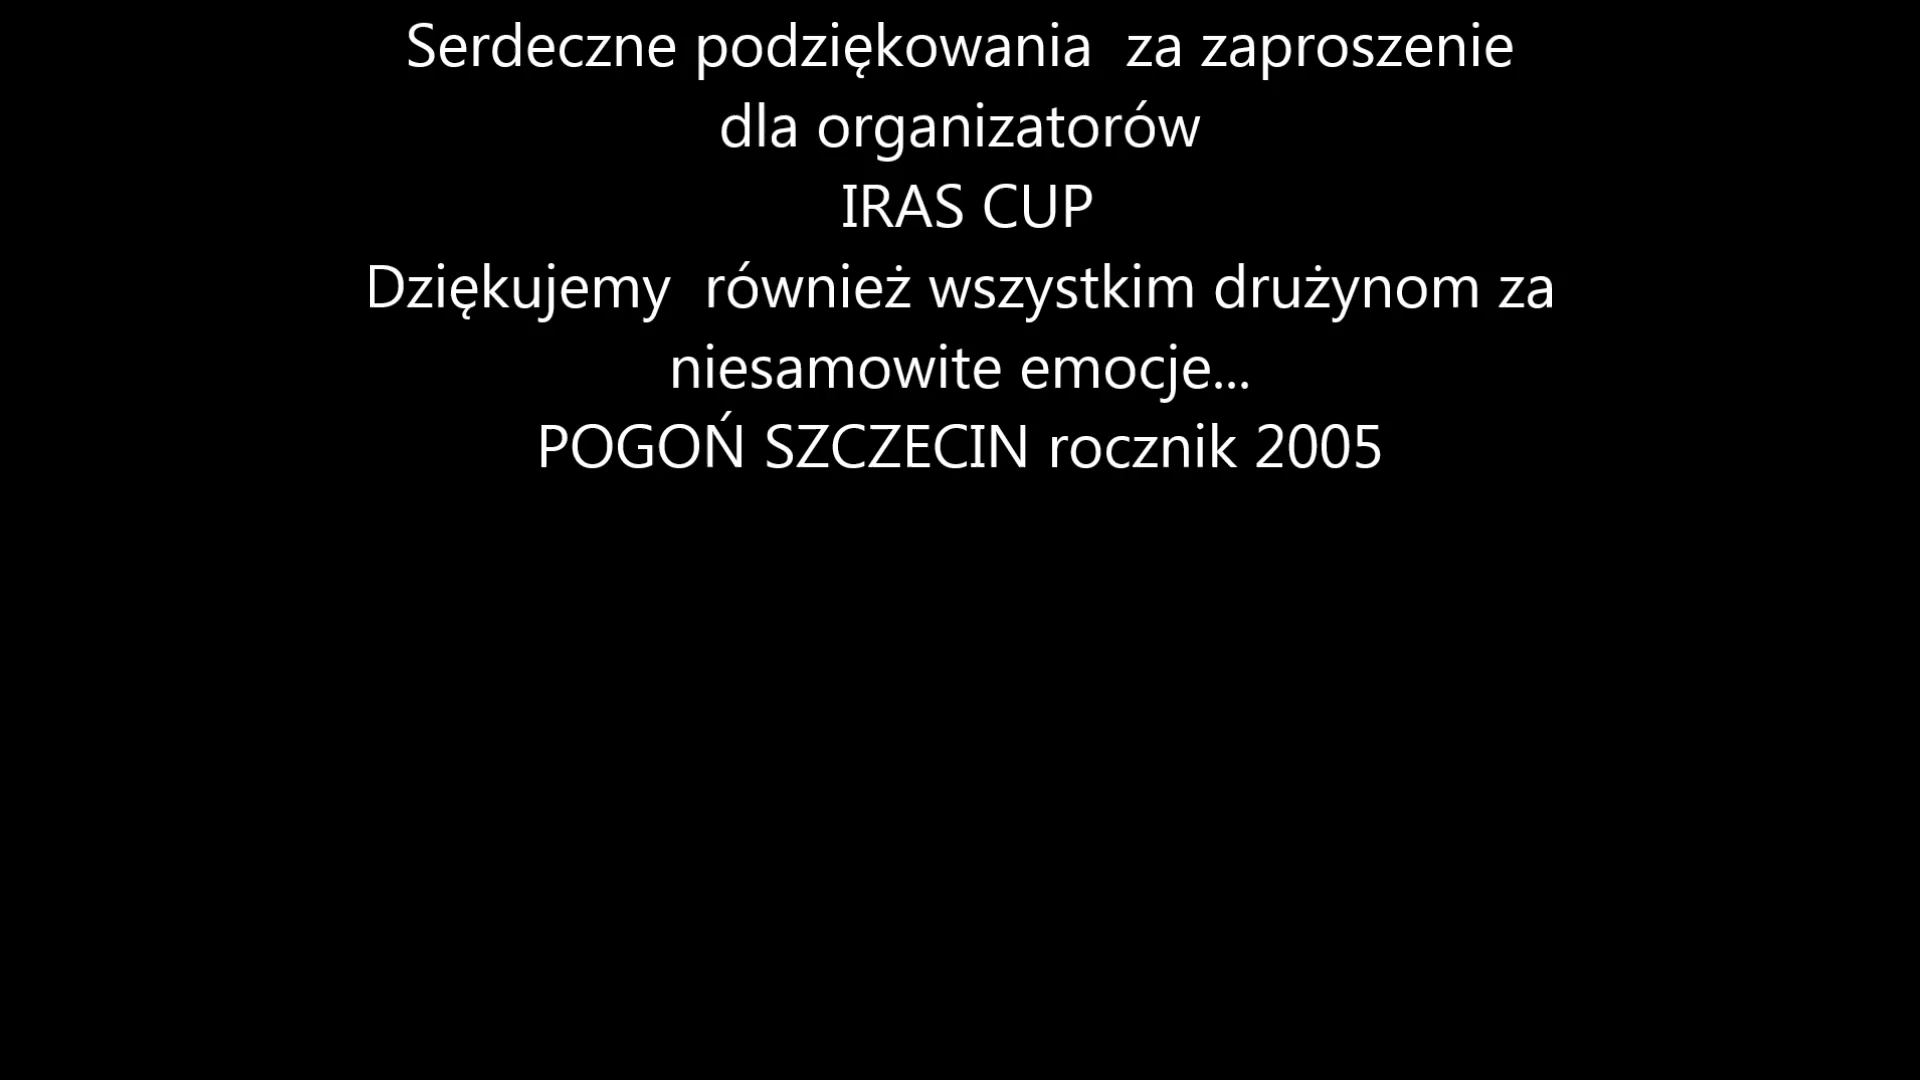 Serdeczne podziękowania  za zaproszenie
dla organizatorów
IRAS CUP
Dziękujemy  również wszystkim drużynom za
niesamowite emocje...
POGOŃ SZCZECIN rocznik 2005